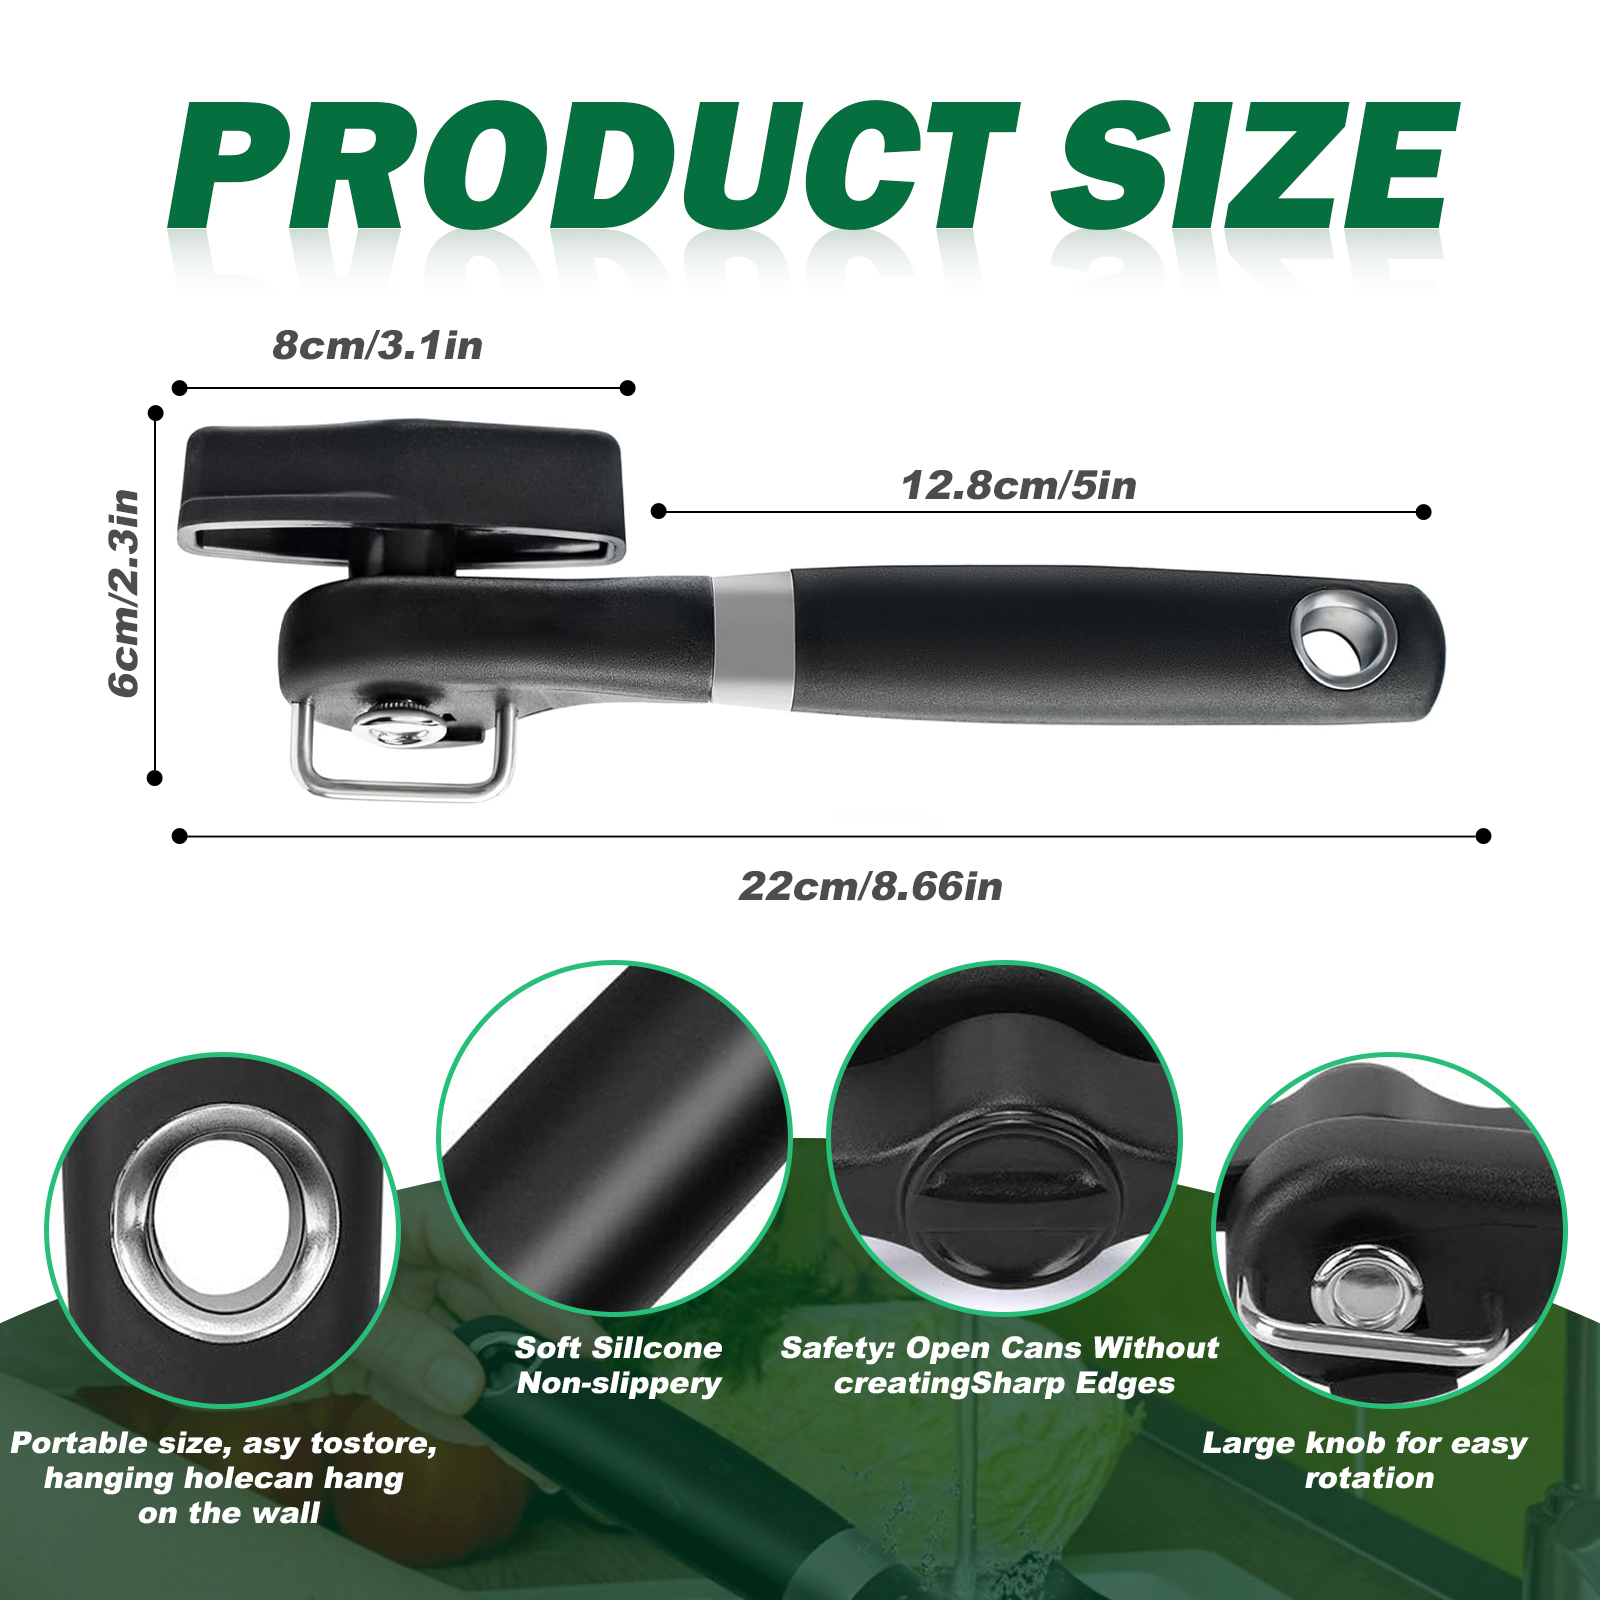 PRODUCT SIZE
8cm/3.1in
12.8cm/5in
6cm/2.3in
22cm/8.66in
Soft Sillcone
Non-slippery
Safety: Open Cans Without
creatingSharp Edges
Portable size, asy tostore,
hanging holecan hang
on the wall
Large knob for easy
rotation